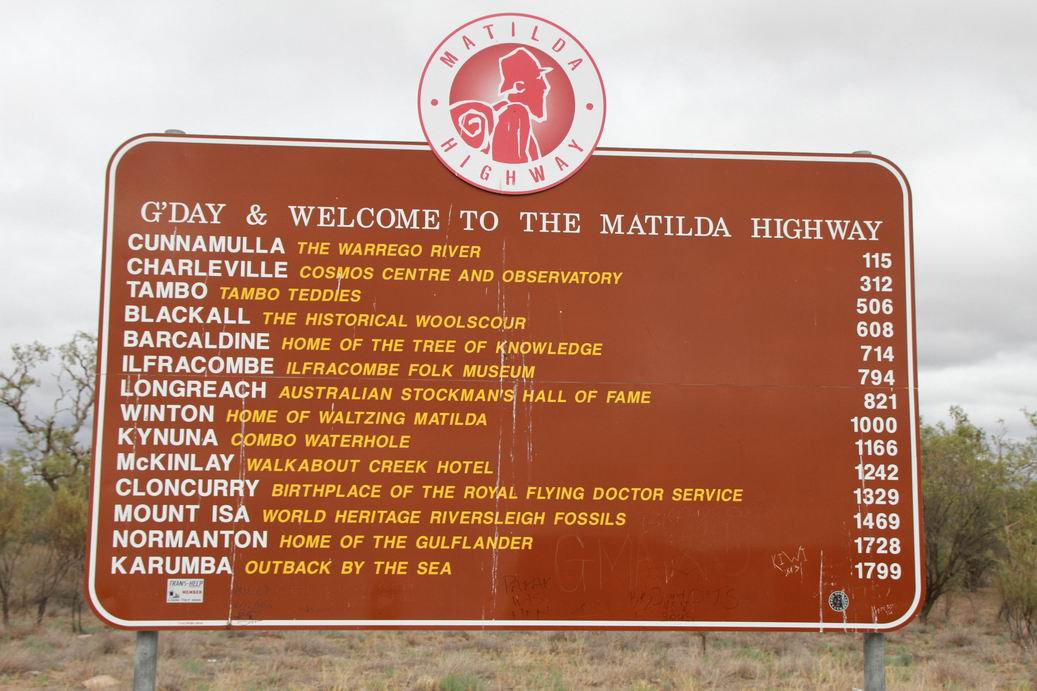 MATILDA
HIGHWAY
G'DAY & WELCOME TO THE MATILDA HIGHWAY
CUNNAMULLA THE WARREGO RIVER 115
CHARLEVILLE COSMOS CENTRE AND OBSERVATORY 312
TAMBO TAMBO TEDDIES 506
BLACKALL THE HISTORICAL WOOLSCOUR 608
BARCALDINE HOME OF THE TREE OF KNOWLEDGE 714
ILFRACOMBE ILFRACOMBE FOLK MUSEUM 794
LONGREACH AUSTRALIAN STOCKMAN'S HALL OF FAME 821
WINTON HOME OF WALTZING MATILDA 1000
KYNUNA COMBO WATERHOLE 1166
McKINLAY WALKABOUT CREEK HOTEL 1242
CLONCURRY BIRTHPLACE OF THE ROYAL FLYING DOCTOR SERVICE 1329
MOUNT ISA WORLD HERITAGE RIVERSLEIGH FOSSILS 1469
NORMANTON HOME OF THE GULFLANDER 1728
KARUMBA OUTBACK BY THE SEA 1799
TRANS-HELP
MEMBER